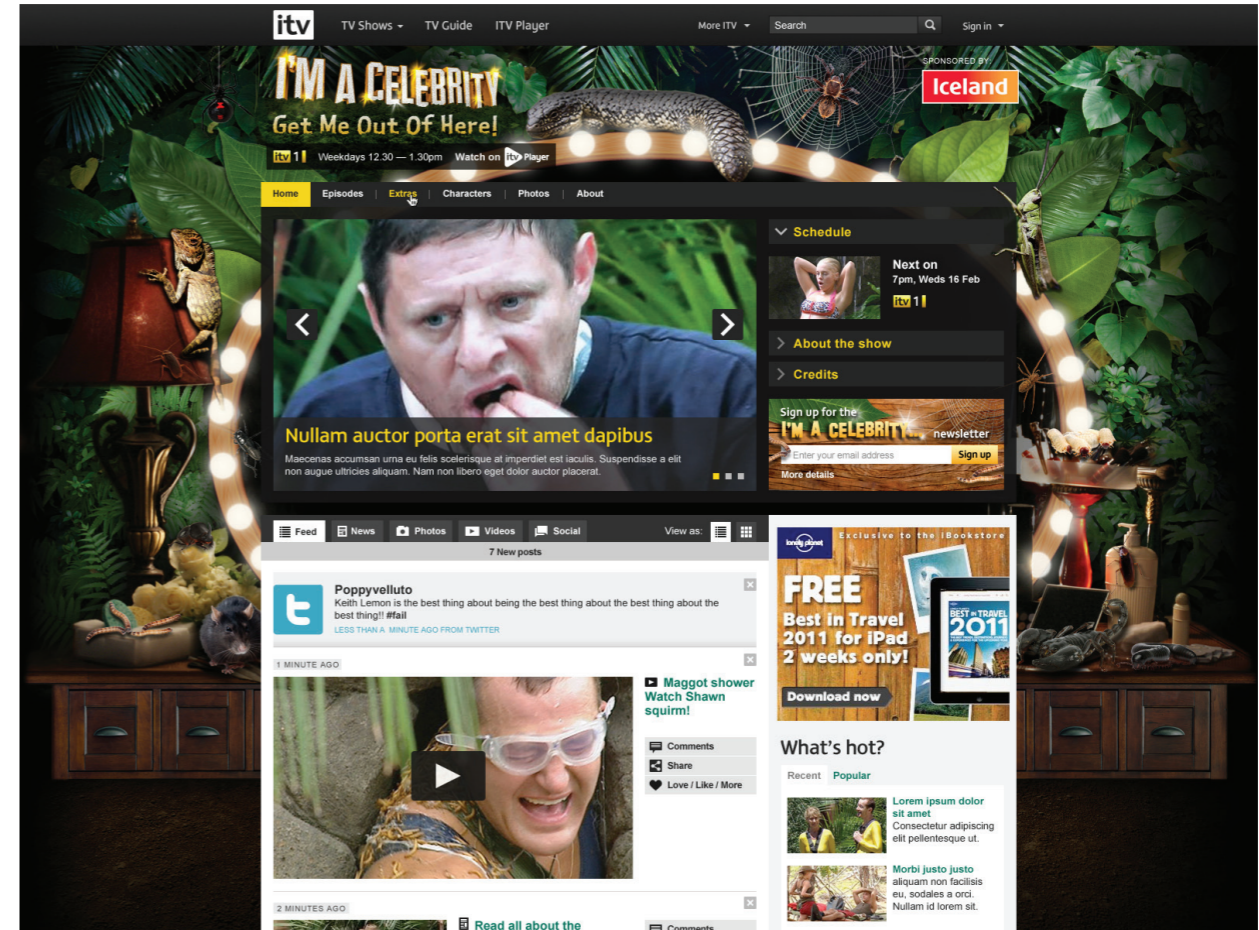 itv
TV Shows
TV Guide
ITV Player
More ITV
Search
Sign in
I'M A CELEBRITY
Get Me Out Of Here!
SPONSORED BY
Iceland
itv 1
Weekdays 12.30 — 1.30pm
Watch on itv Player
Home
Episodes
Extras
Characters
Photos
About
Nullam auctor porta erat sit amet dapibus
Maecenas accumsan urna eu felis scelerisque at imperdiet est iaculis. Suspendisse a elit
non augue ultricies aliquam. Nam non libero eget dolor auctor placerat.
Schedule
Next on
7pm, Weds 16 Feb
itv 1
About the show
Credits
Sign up for the
I'M A CELEBRITY... newsletter
Enter your email address
Sign up
More details
Feed
News
Photos
Videos
Social
View as:
7 New posts
Poppyvelluto
Keith Lemon is the best thing about being the best thing about the best thing about the
best thing!! #fail
LESS THAN A MINUTE AGO FROM TWITTER
1 MINUTE AGO
Maggot shower
Watch Shawn
squirm!
Comments
Share
Love / Like / More
2 MINUTES AGO
Read all about the
Comments
lonely planet
Exclusive to the iBookstore
FREE
Best in Travel
2011 for iPad
2 weeks only!
Download now
BEST IN TRAVEL
2011
What's hot?
Recent
Popular
Lorem ipsum dolor
sit amet
Consectetur adipiscing
elit pellentesque ut.
Morbi justo justo
aliquam non facilisis
eu, sodales a orci.
Nullam id lorem sit.